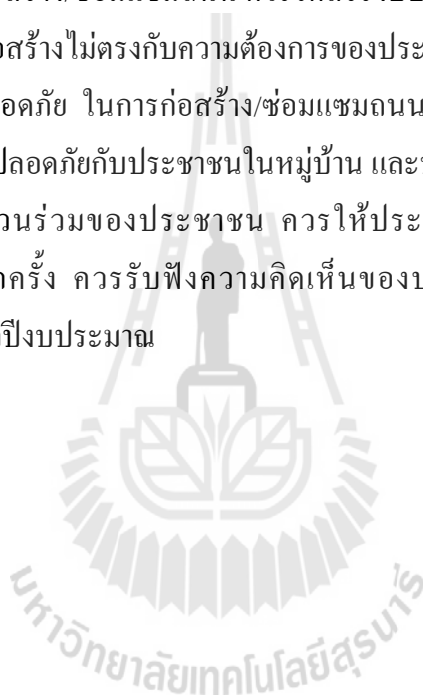 อสร้างไม่ตรงกับความต้องการของประ
อดภัย ในการก่อสร้าง/ซ่อมแซมถนน
ปลอดภัยกับประชาชนในหมู่บ้าน และ
วนร่วมของประชาชน ควรให้ประ
ครั้ง ควรรับฟังความคิดเห็นของ
ปีงบประมาณ
มหาวิทยาลัยเทคโนโลยีสุรนารี